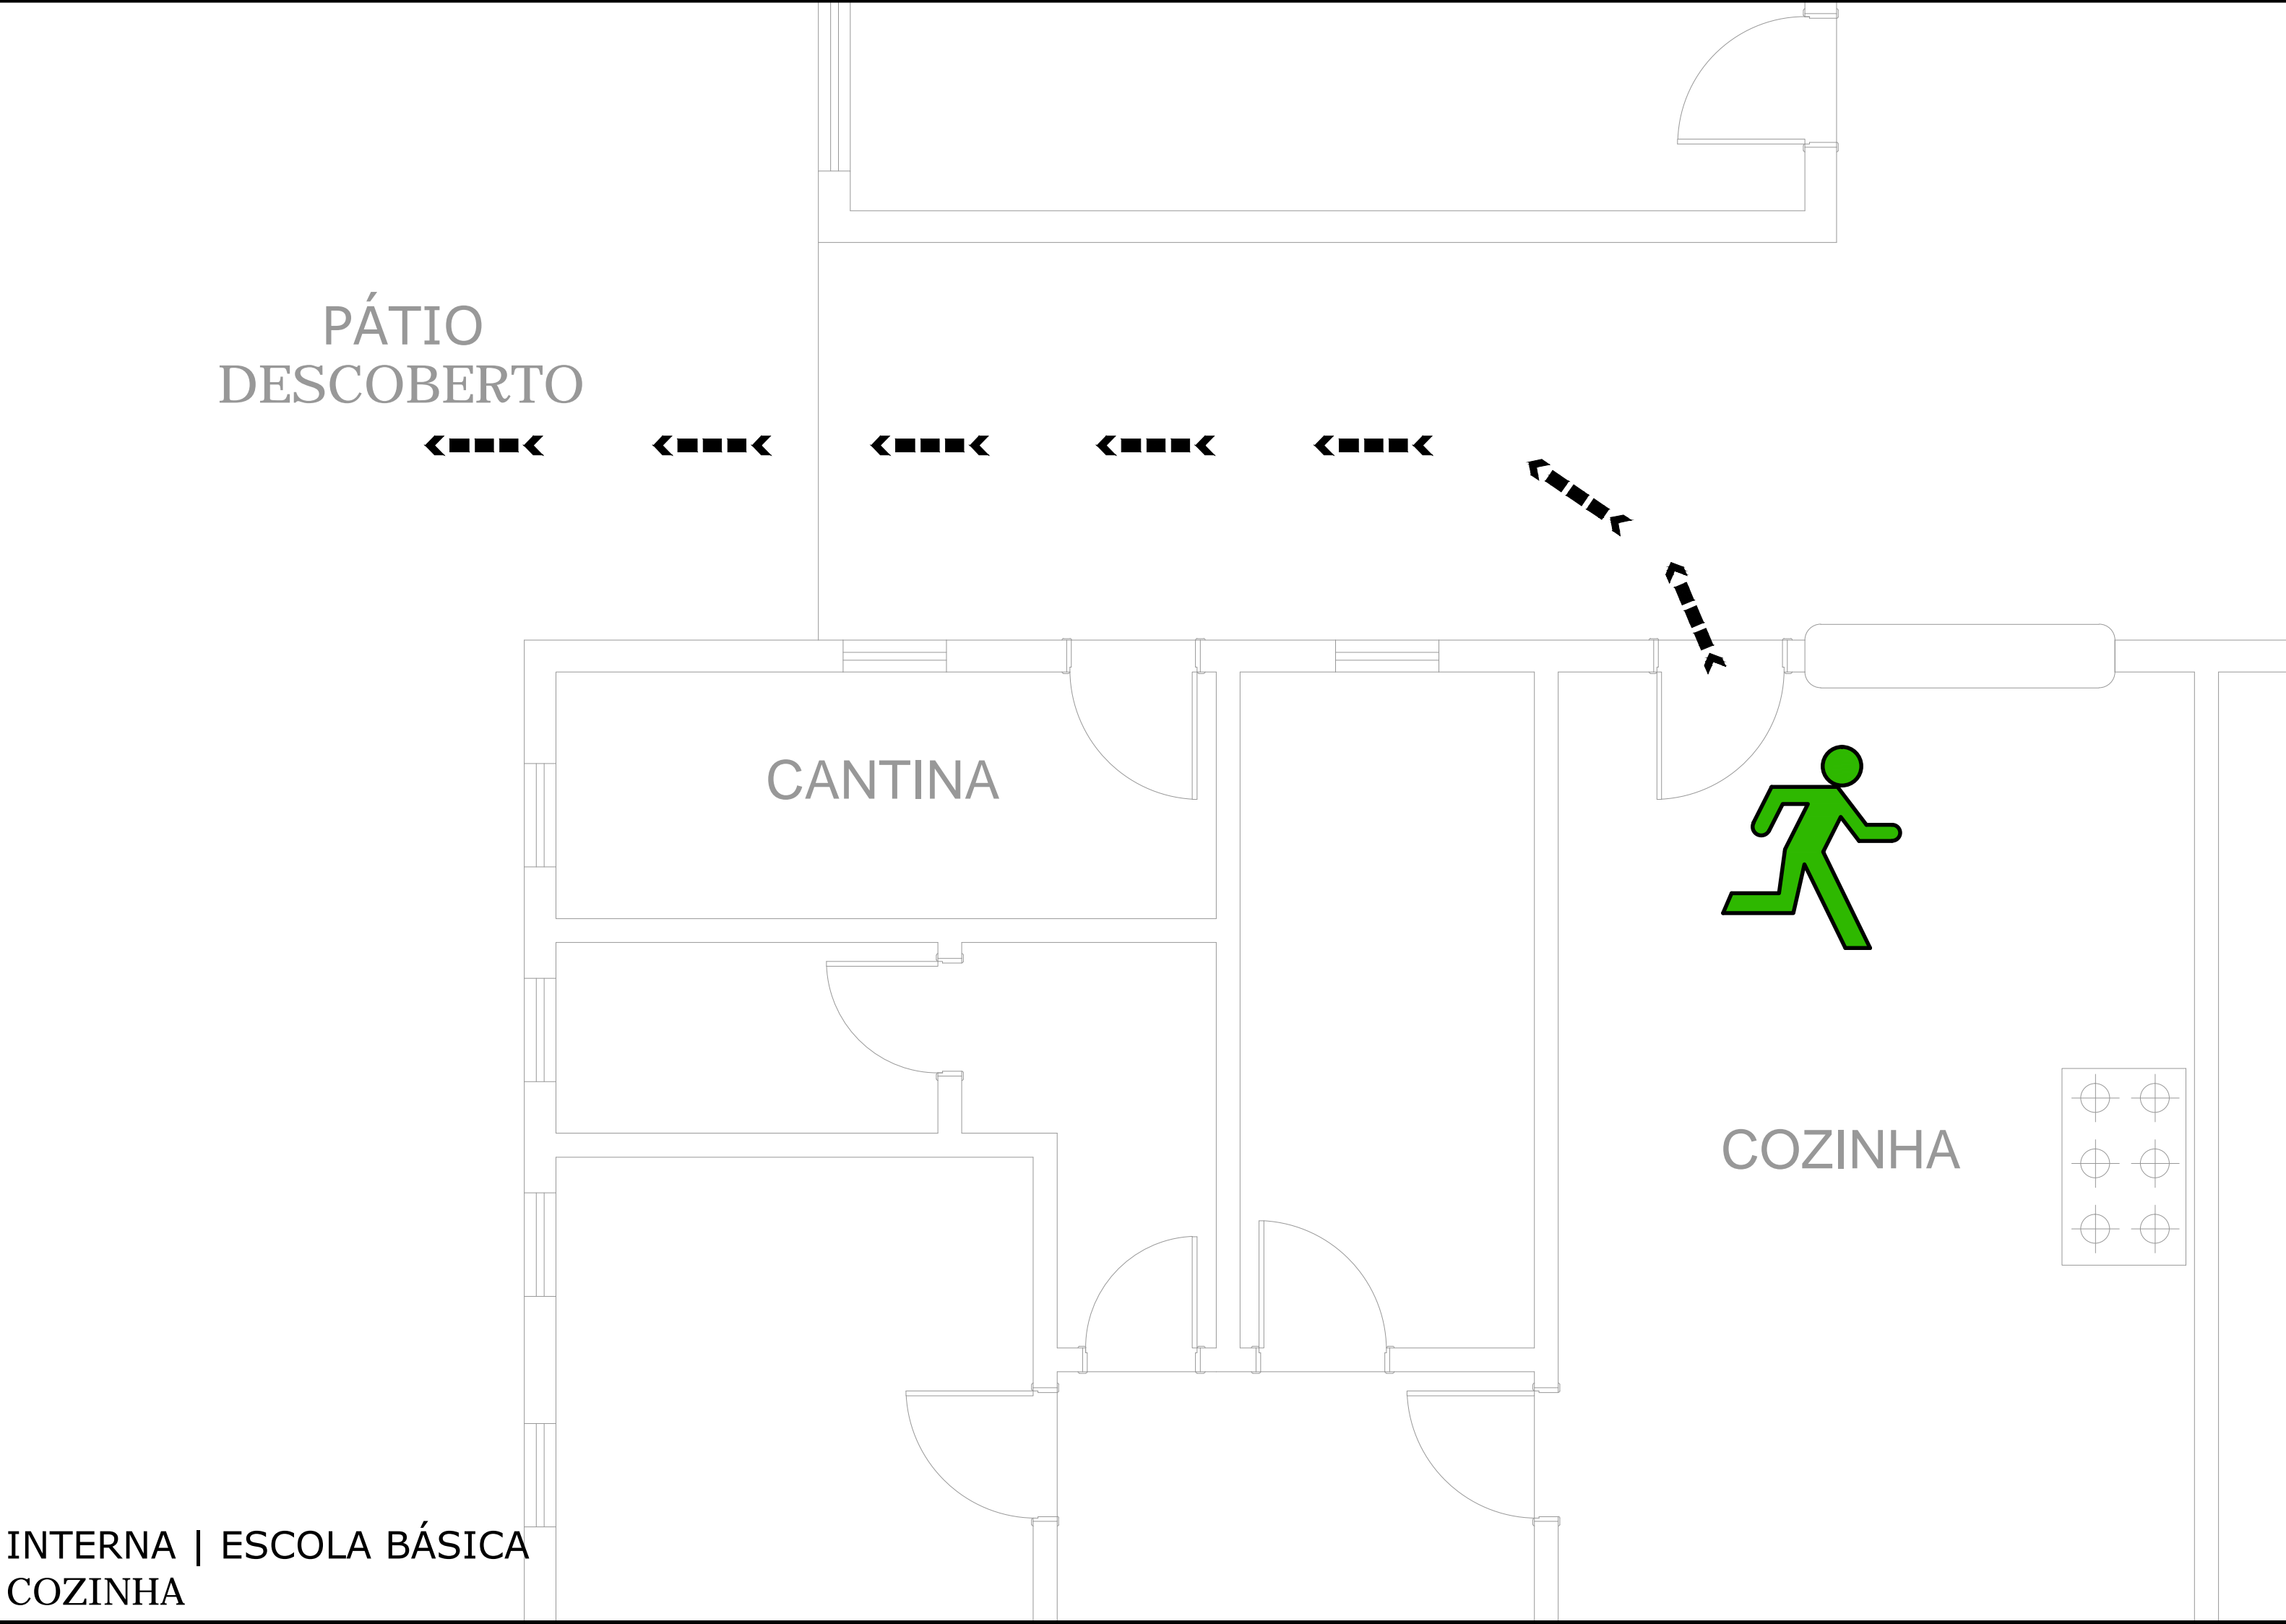 PÁTIO
DESCOBERTO
CANTINA
COZINHA
INTERNA | ESCOLA BÁSICA
COZINHA